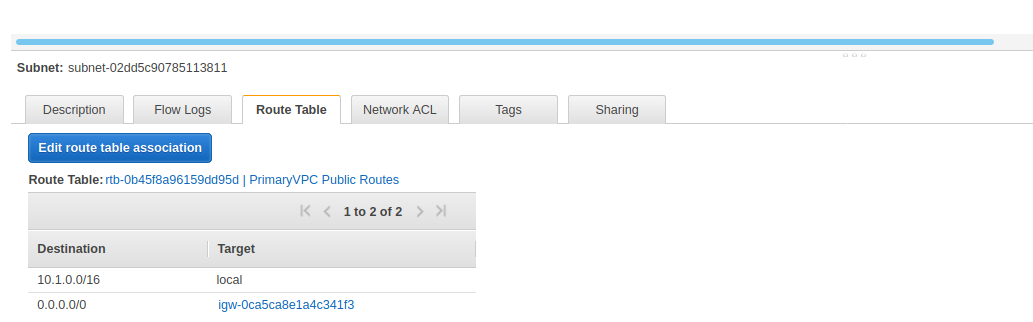 Subnet: subnet-02dd5c90785113811
Description Flow Logs Route Table Network ACL Tags Sharing
Edit route table association
Route Table: rtb-0b45f8a96159dd95d | PrimaryVPC Public Routes
1 to 2 of 2
Destination Target
10.1.0.0/16 local
0.0.0.0/0 igw-0ca5ca8e1a4c341f3